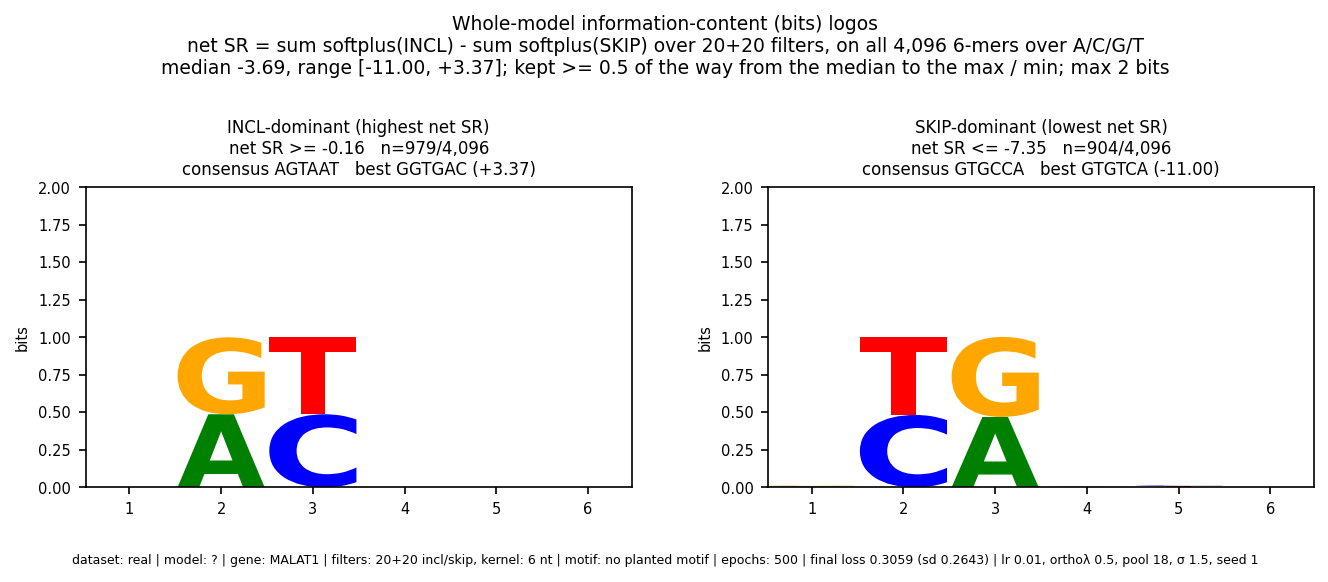 Whole-model information-content (bits) logos
net SR = sum softplus(INCL) - sum softplus(SKIP) over 20+20 filters, on all 4,096 6-mers over A/C/G/T
median -3.69, range [-11.00, +3.37]; kept >= 0.5 of the way from the median to the max / min; max 2 bits
INCL-dominant (highest net SR)
net SR >= -0.16   n=979/4,096
consensus AGTAAT   best GGTGAC (+3.37)
2.00
1.75
1.50
1.25
1.00
0.75
0.50
0.25
0.00
bits
G T
A C
1 2 3 4 5 6
SKIP-dominant (lowest net SR)
net SR <= -7.35   n=904/4,096
consensus GTGCCA   best GTGTCA (-11.00)
2.00
1.75
1.50
1.25
1.00
0.75
0.50
0.25
0.00
bits
T G
C A
1 2 3 4 5 6
dataset: real | model: ? | gene: MALAT1 | filters: 20+20 incl/skip, kernel: 6 nt | motif: no planted motif | epochs: 500 | final loss 0.3059 (sd 0.2643) | lr 0.01, orthoλ 0.5, pool 18, σ 1.5, seed 1